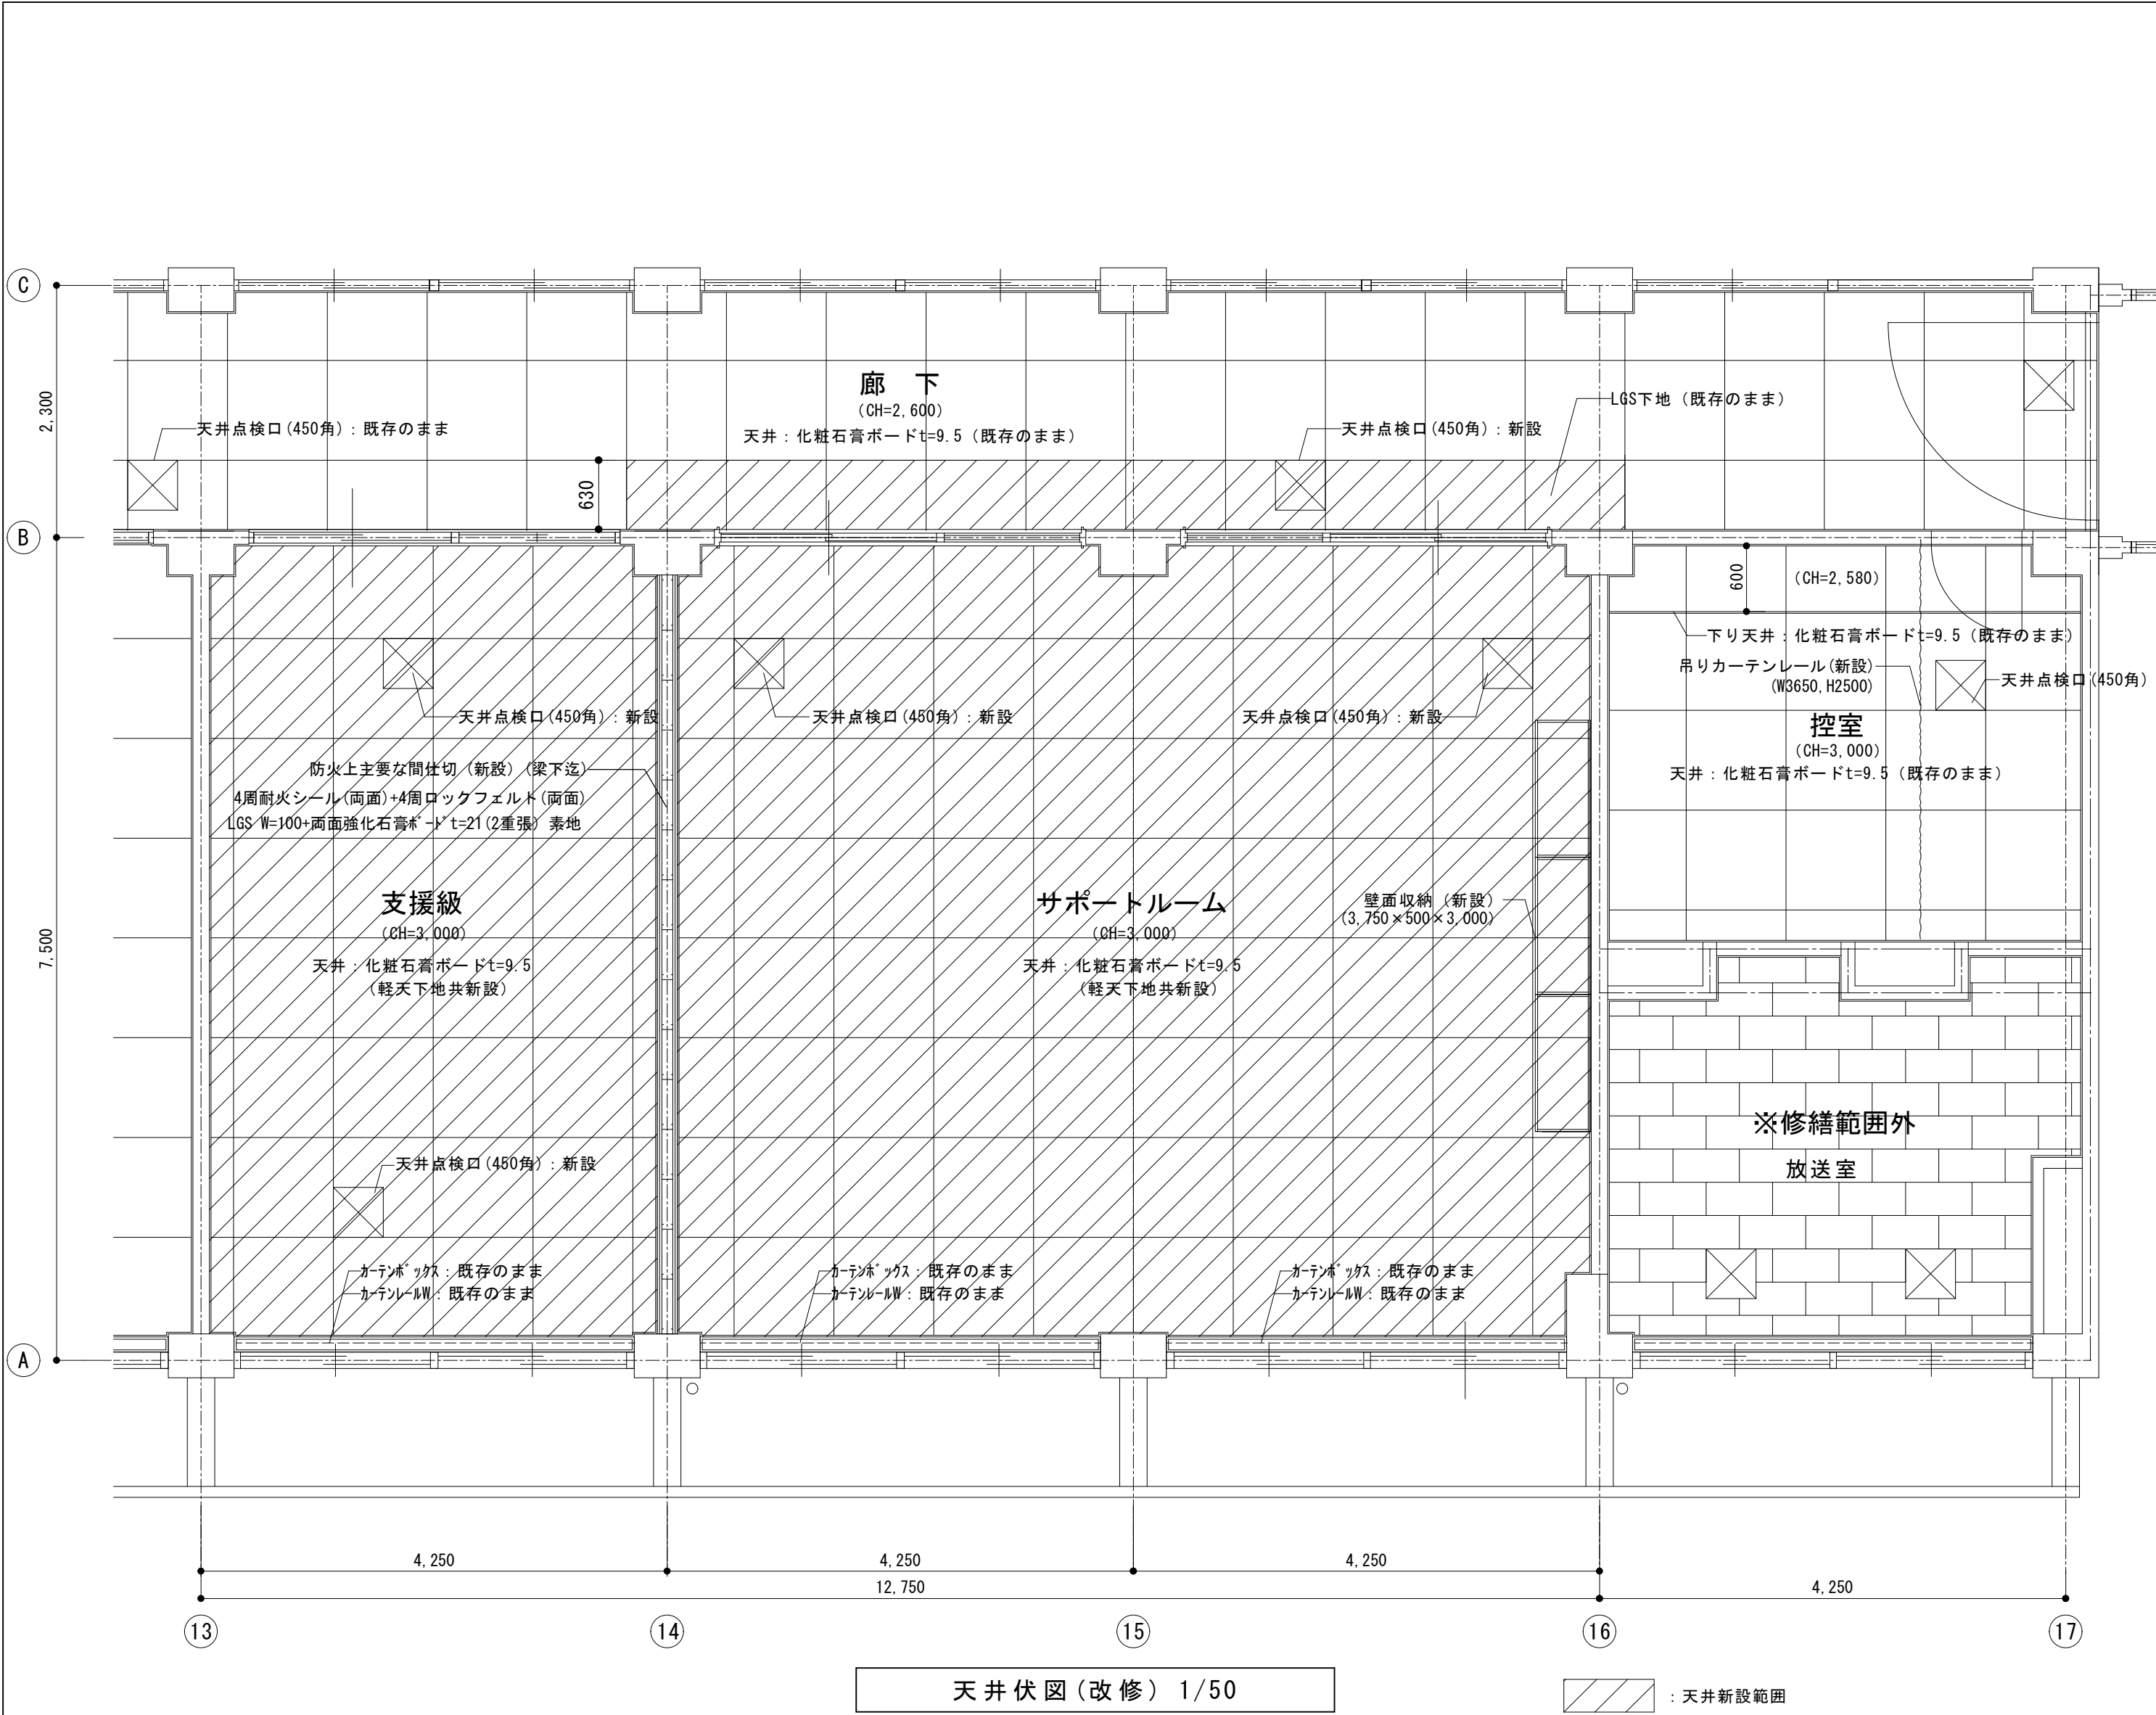 C
2,300
B
7,500
A
廊　下
(CH=2,600)
天井：化粧石膏ボードt=9.5（既存のまま）
天井点検口(450角)：既存のまま
630
天井点検口(450角)：新設
LGS下地（既存のまま）
600
(CH=2,580)
下り天井：化粧石膏ボードt=9.5（既存のまま）
吊りカーテンレール(新設)
(W3650,H2500)
天井点検口(450角)
控室
(CH=3,000)
天井：化粧石膏ボードt=9.5（既存のまま）
天井点検口(450角)：新設
天井点検口(450角)：新設
天井点検口(450角)：新設
防火上主要な間仕切（新設）(梁下迄)
4周耐火シール(両面)+4周ロックフェルト(両面)
LGS W=100+両面強化石膏ﾎﾞｰﾄﾞt=21(2重張) 素地
支援級
(CH=3,000)
天井：化粧石膏ボードt=9.5
（軽天下地共新設）
サポートルーム
(CH=3,000)
天井：化粧石膏ボードt=9.5
（軽天下地共新設）
壁面収納（新設）
(3,750×500×3,000)
※修繕範囲外
放送室
天井点検口(450角)：新設
ｶｰﾃﾝﾎﾞｯｸｽ：既存のまま
ｶｰﾃﾝﾚｰﾙW：既存のまま
ｶｰﾃﾝﾎﾞｯｸｽ：既存のまま
ｶｰﾃﾝﾚｰﾙW：既存のまま
ｶｰﾃﾝﾎﾞｯｸｽ：既存のまま
ｶｰﾃﾝﾚｰﾙW：既存のまま
4,250
4,250
4,250
12,750
4,250
13
14
15
16
17
天井伏図(改修) 1/50
：天井新設範囲